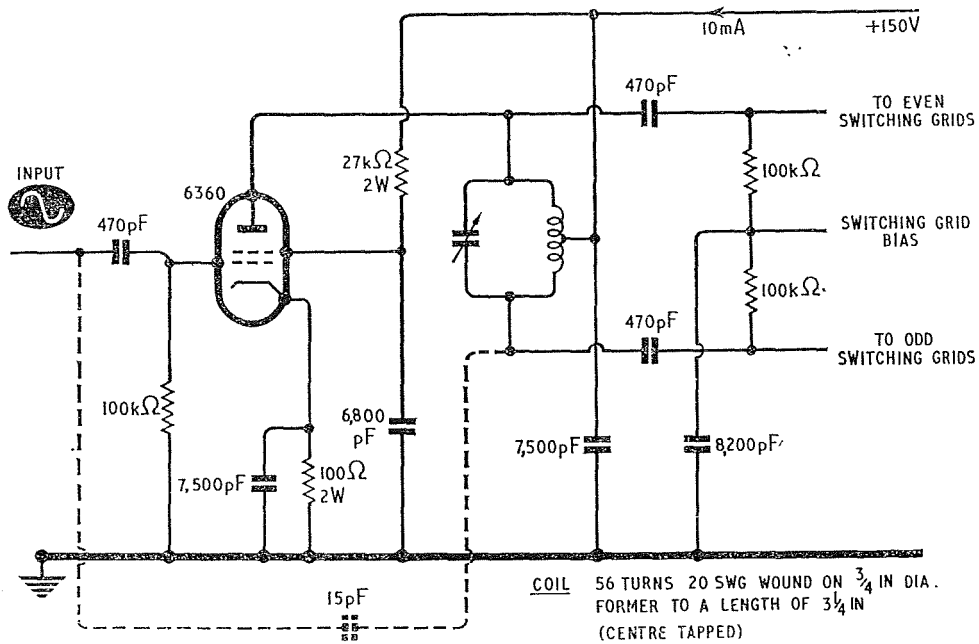 10mA
+150V
470pF
TO EVEN
SWITCHING GRIDS
INPUT
6360
27kΩ
2W
100kΩ
470pF
SWITCHING GRID
BIAS
100kΩ
470pF
TO ODD
SWITCHING GRIDS
100kΩ
6,800
pF
7,500pF
100Ω
2W
7,500pF
8,200pF
15pF
COIL 56 TURNS 20 SWG WOUND ON 3/4 IN DIA.
FORMER TO A LENGTH OF 3 1/4 IN
(CENTRE TAPPED)